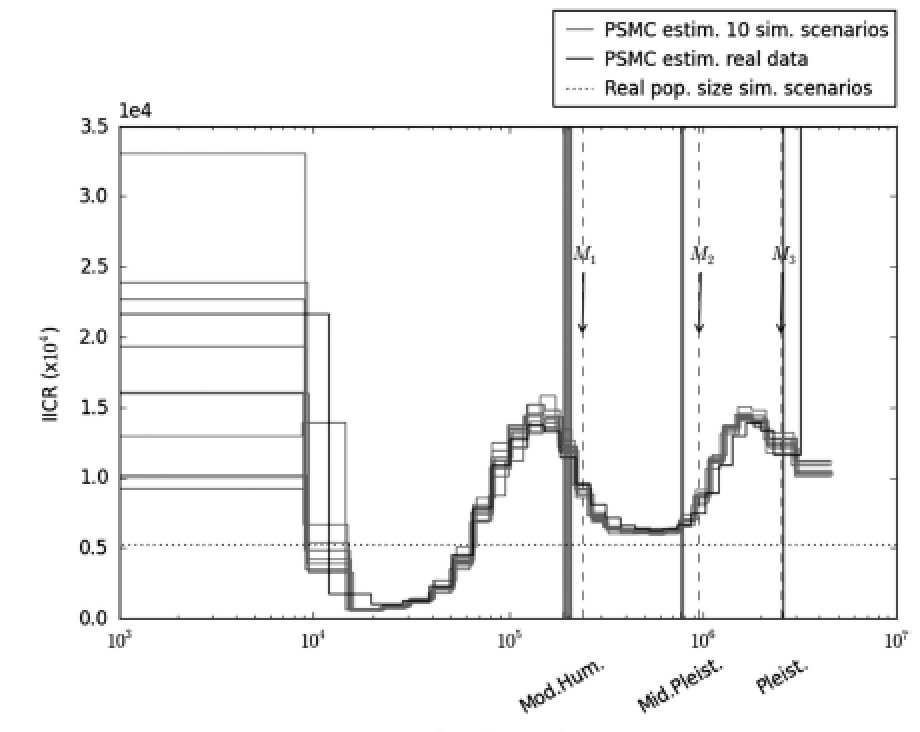 PSMC estim. 10 sim. scenarios
PSMC estim. real data
Real pop. size sim. scenarios
1e4
3.5
3.0
2.5
2.0
1.5
1.0
0.5
0.0
IICR (x10⁴)
M₁ M₂ M₃
10³ 10⁴ 10⁵ 10⁶ 10⁷
Mod.Hum. Mid.Pleist. Pleist.